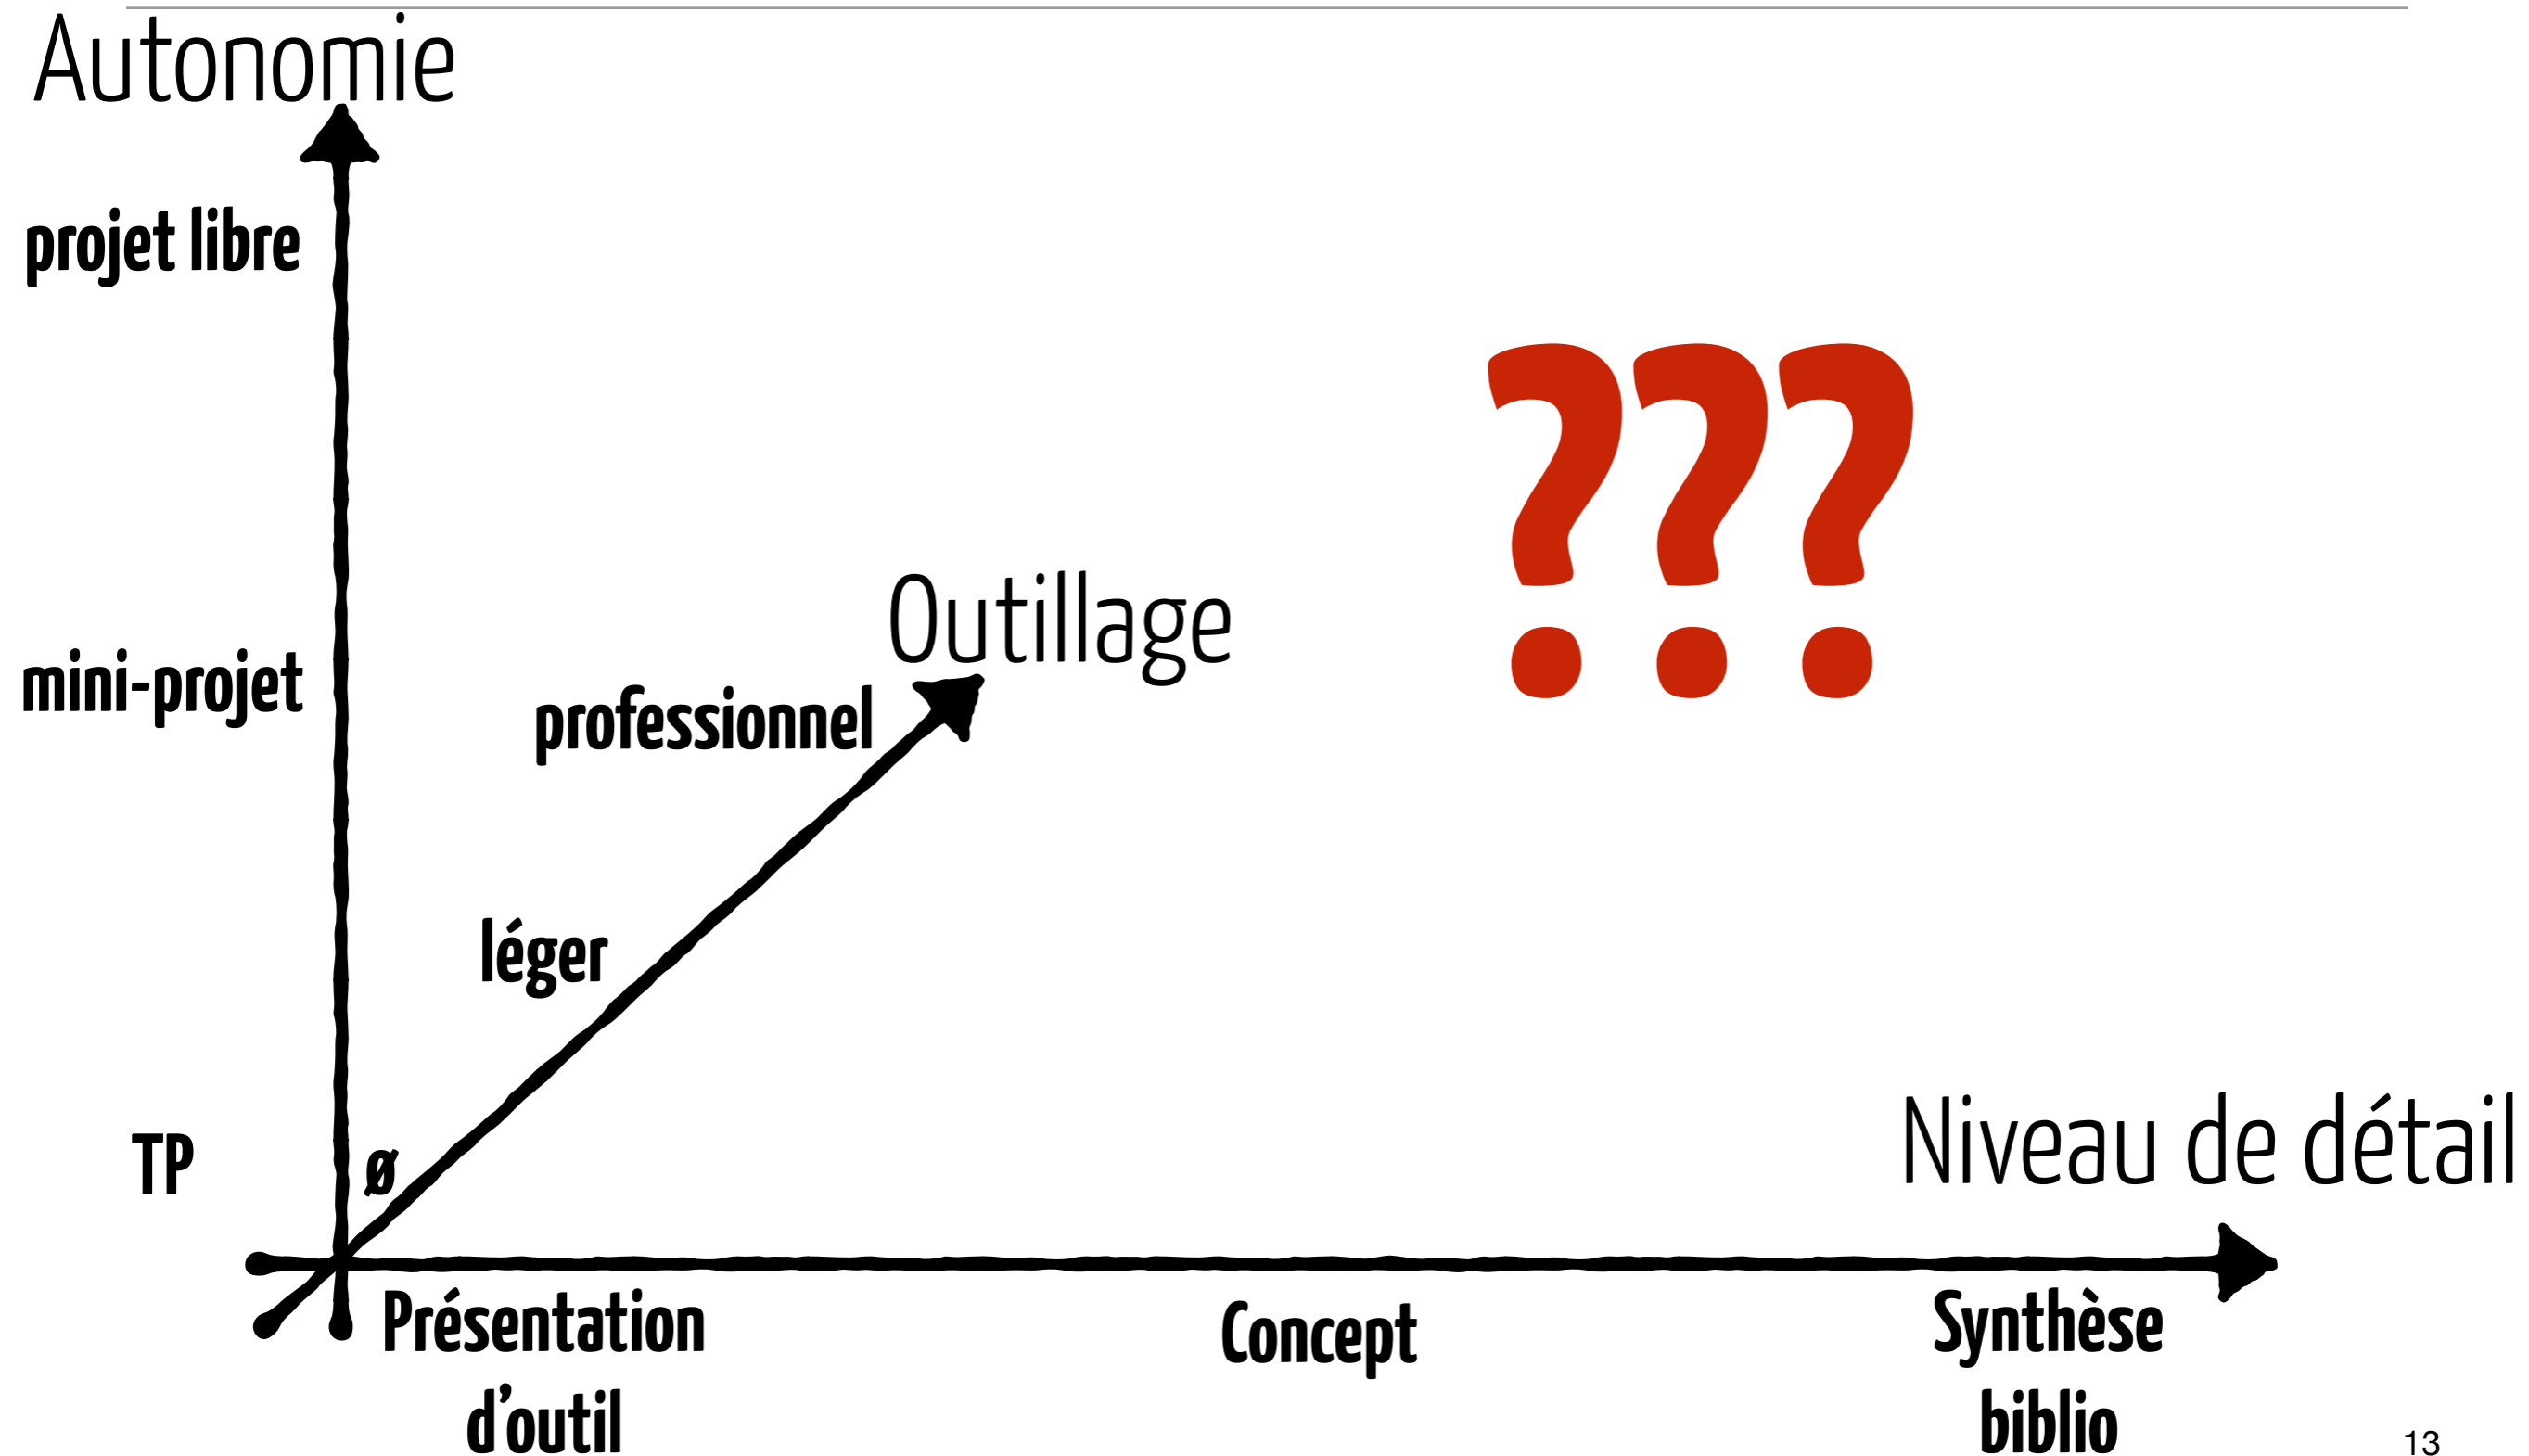 Autonomie
projet libre
???
Outillage
mini-projet
professionnel
léger
Niveau de détail
TP
ø
Présentation
d’outil
Concept
Synthèse
biblio
13